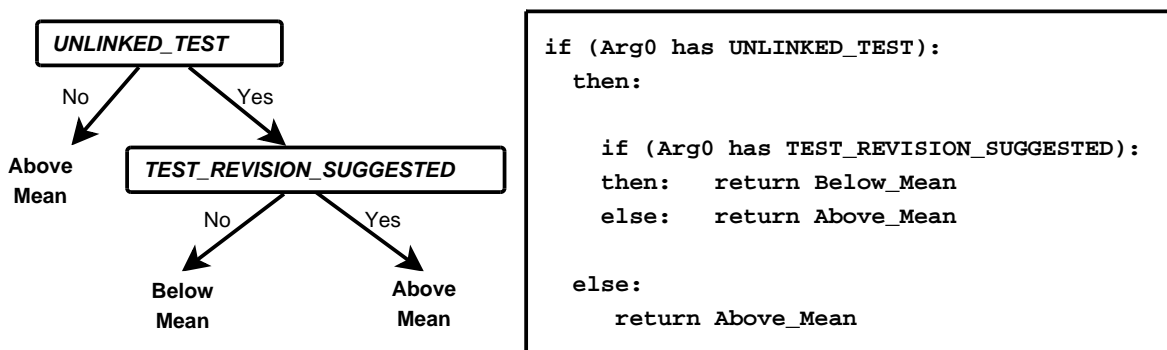 UNLINKED_TEST
No
Yes
Above
Mean
TEST_REVISION_SUGGESTED
No
Yes
Below
Mean
Above
Mean
if (Arg0 has UNLINKED_TEST):
then:
if (Arg0 has TEST_REVISION_SUGGESTED):
then: return Below_Mean
else: return Above_Mean
else:
return Above_Mean